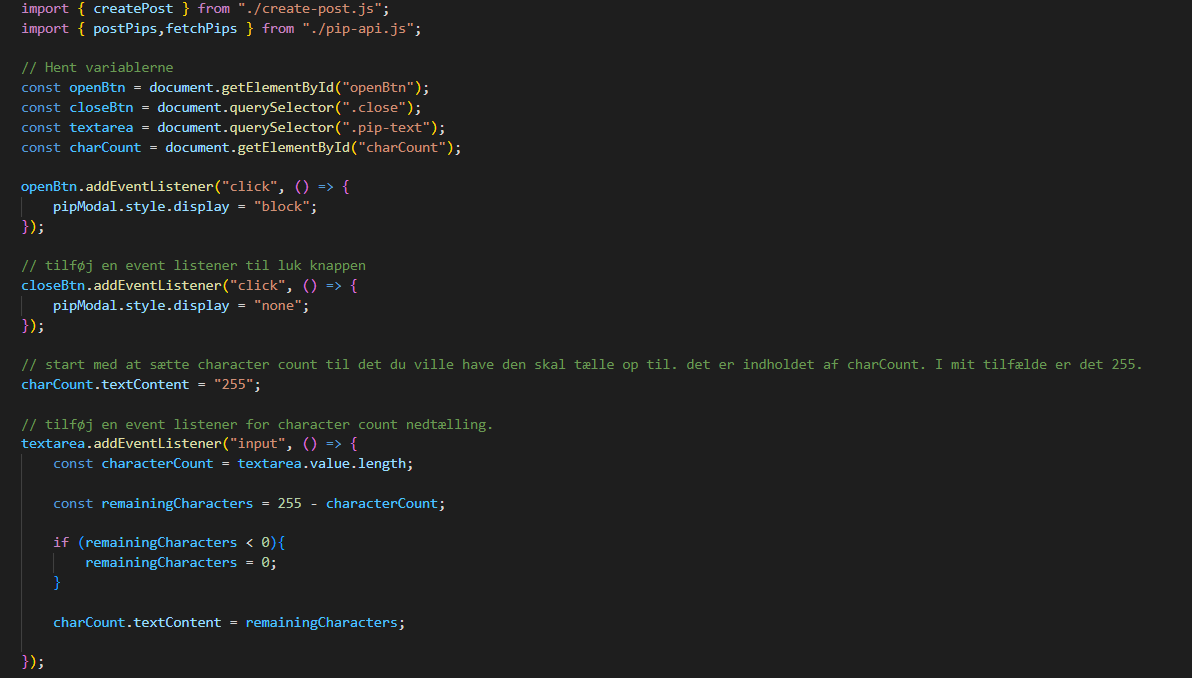 import { createPost } from "./create-post.js";
import { postPips,fetchPips } from "./pip-api.js";
// Hent variablerne
const openBtn = document.getElementById("openBtn");
const closeBtn = document.querySelector(".close");
const textarea = document.querySelector(".pip-text");
const charCount = document.getElementById("charCount");
openBtn.addEventListener("click", () => {
    pipModal.style.display = "block";
});
// tilføj en event listener til luk knappen
closeBtn.addEventListener("click", () => {
    pipModal.style.display = "none";
});
// start med at sætte character count til det du ville have den skal tælle op til. det er indholdet af charCount. I mit tilfælde er det 255.
charCount.textContent = "255";
// tilføj en event listener for character count nedtælling.
textarea.addEventListener("input", () => {
    const characterCount = textarea.value.length;
    const remainingCharacters = 255 - characterCount;
    if (remainingCharacters < 0){
        remainingCharacters = 0;
    }
    charCount.textContent = remainingCharacters;
});